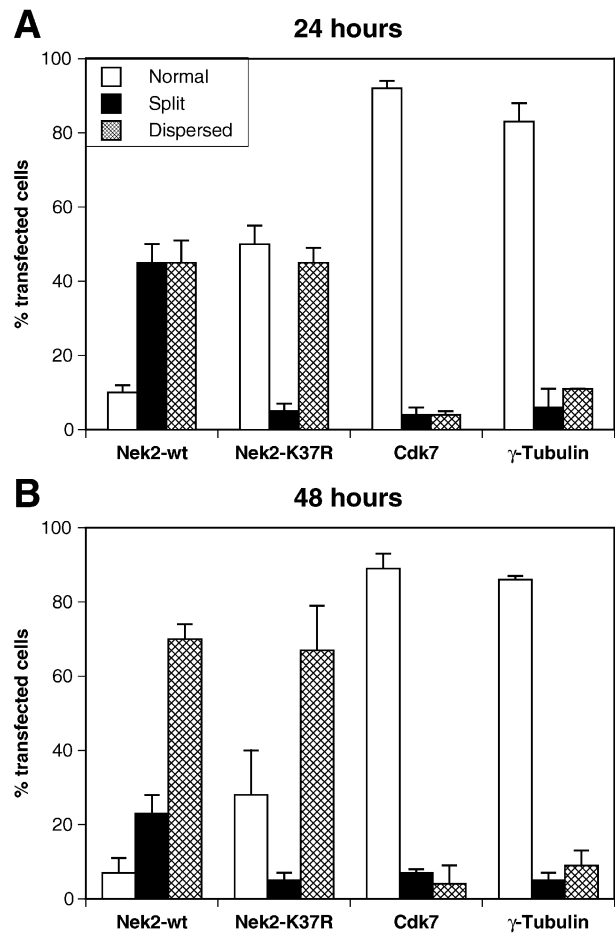 A
24 hours
100
80
60
40
20
0
% transfected cells
Normal
Split
Dispersed
Nek2-wt Nek2-K37R Cdk7 γ-Tubulin
B
48 hours
100
80
60
40
20
0
% transfected cells
Nek2-wt Nek2-K37R Cdk7 γ-Tubulin